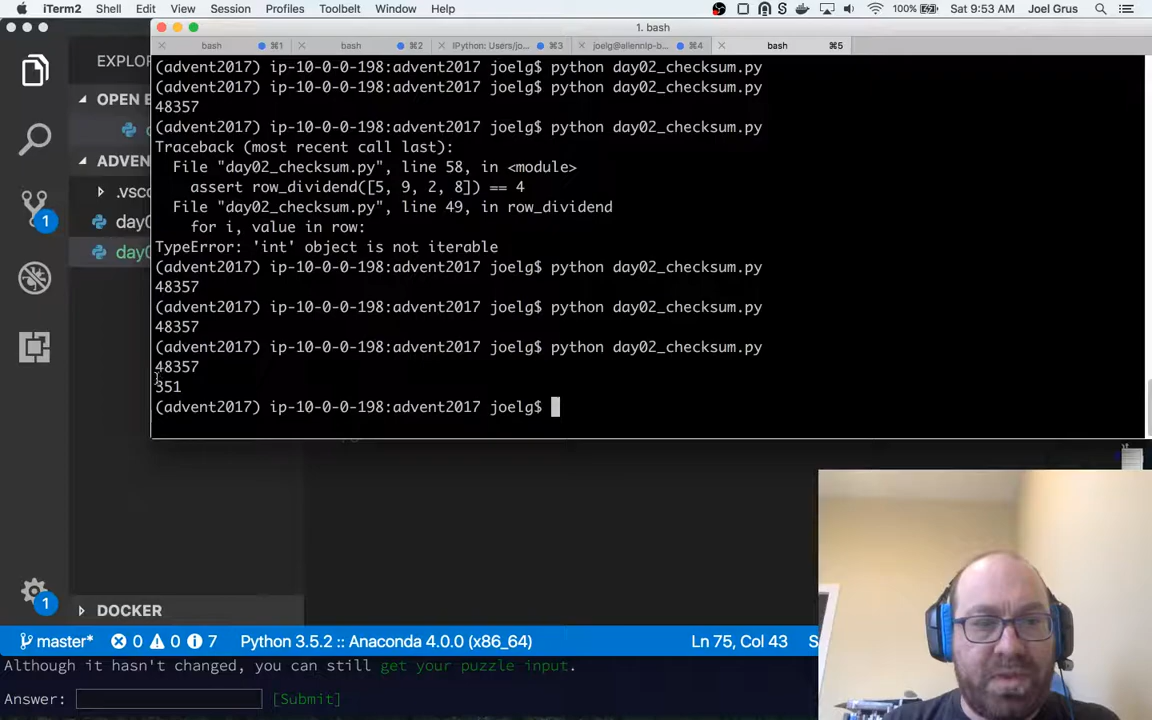 iTerm2 Shell Edit View Session Profiles Toolbelt Window Help 100% Sat 9:53 AM Joel Grus
1. bash
bash ⌘1 bash ⌘2 IPython: Users/jo... ⌘3 joelg@allennlp-b... ⌘4 bash ⌘5
EXPLOR
OPEN E
ADVEN
.vsc
day0
day0
DOCKER
1
1
(advent2017) ip-10-0-0-198:advent2017 joelg$ python day02_checksum.py
(advent2017) ip-10-0-0-198:advent2017 joelg$ python day02_checksum.py
48357
(advent2017) ip-10-0-0-198:advent2017 joelg$ python day02_checksum.py
Traceback (most recent call last):
File "day02_checksum.py", line 58, in <module>
assert row_dividend([5, 9, 2, 8]) == 4
File "day02_checksum.py", line 49, in row_dividend
for i, value in row:
TypeError: 'int' object is not iterable
(advent2017) ip-10-0-0-198:advent2017 joelg$ python day02_checksum.py
48357
(advent2017) ip-10-0-0-198:advent2017 joelg$ python day02_checksum.py
48357
(advent2017) ip-10-0-0-198:advent2017 joelg$ python day02_checksum.py
48357
351
(advent2017) ip-10-0-0-198:advent2017 joelg$
master* 0 0 7 Python 3.5.2 :: Anaconda 4.0.0 (x86_64) Ln 75, Col 43 S
Although it hasn't changed, you can still get your puzzle input.
Answer: [Submit]